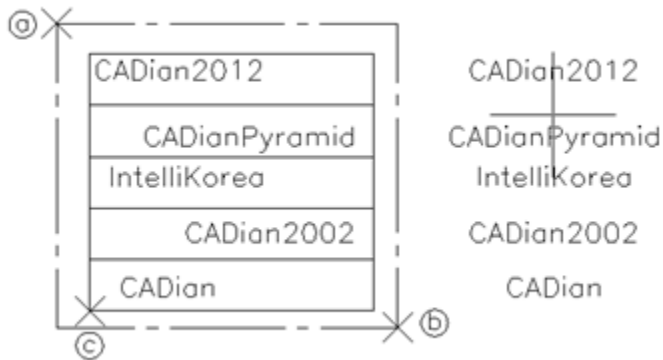 ⓐ
CADian2012 CADian2012
CADianPyramid CADianPyramid
IntelliKorea IntelliKorea
CADian2002 CADian2002
CADian CADian
ⓑ
ⓒ